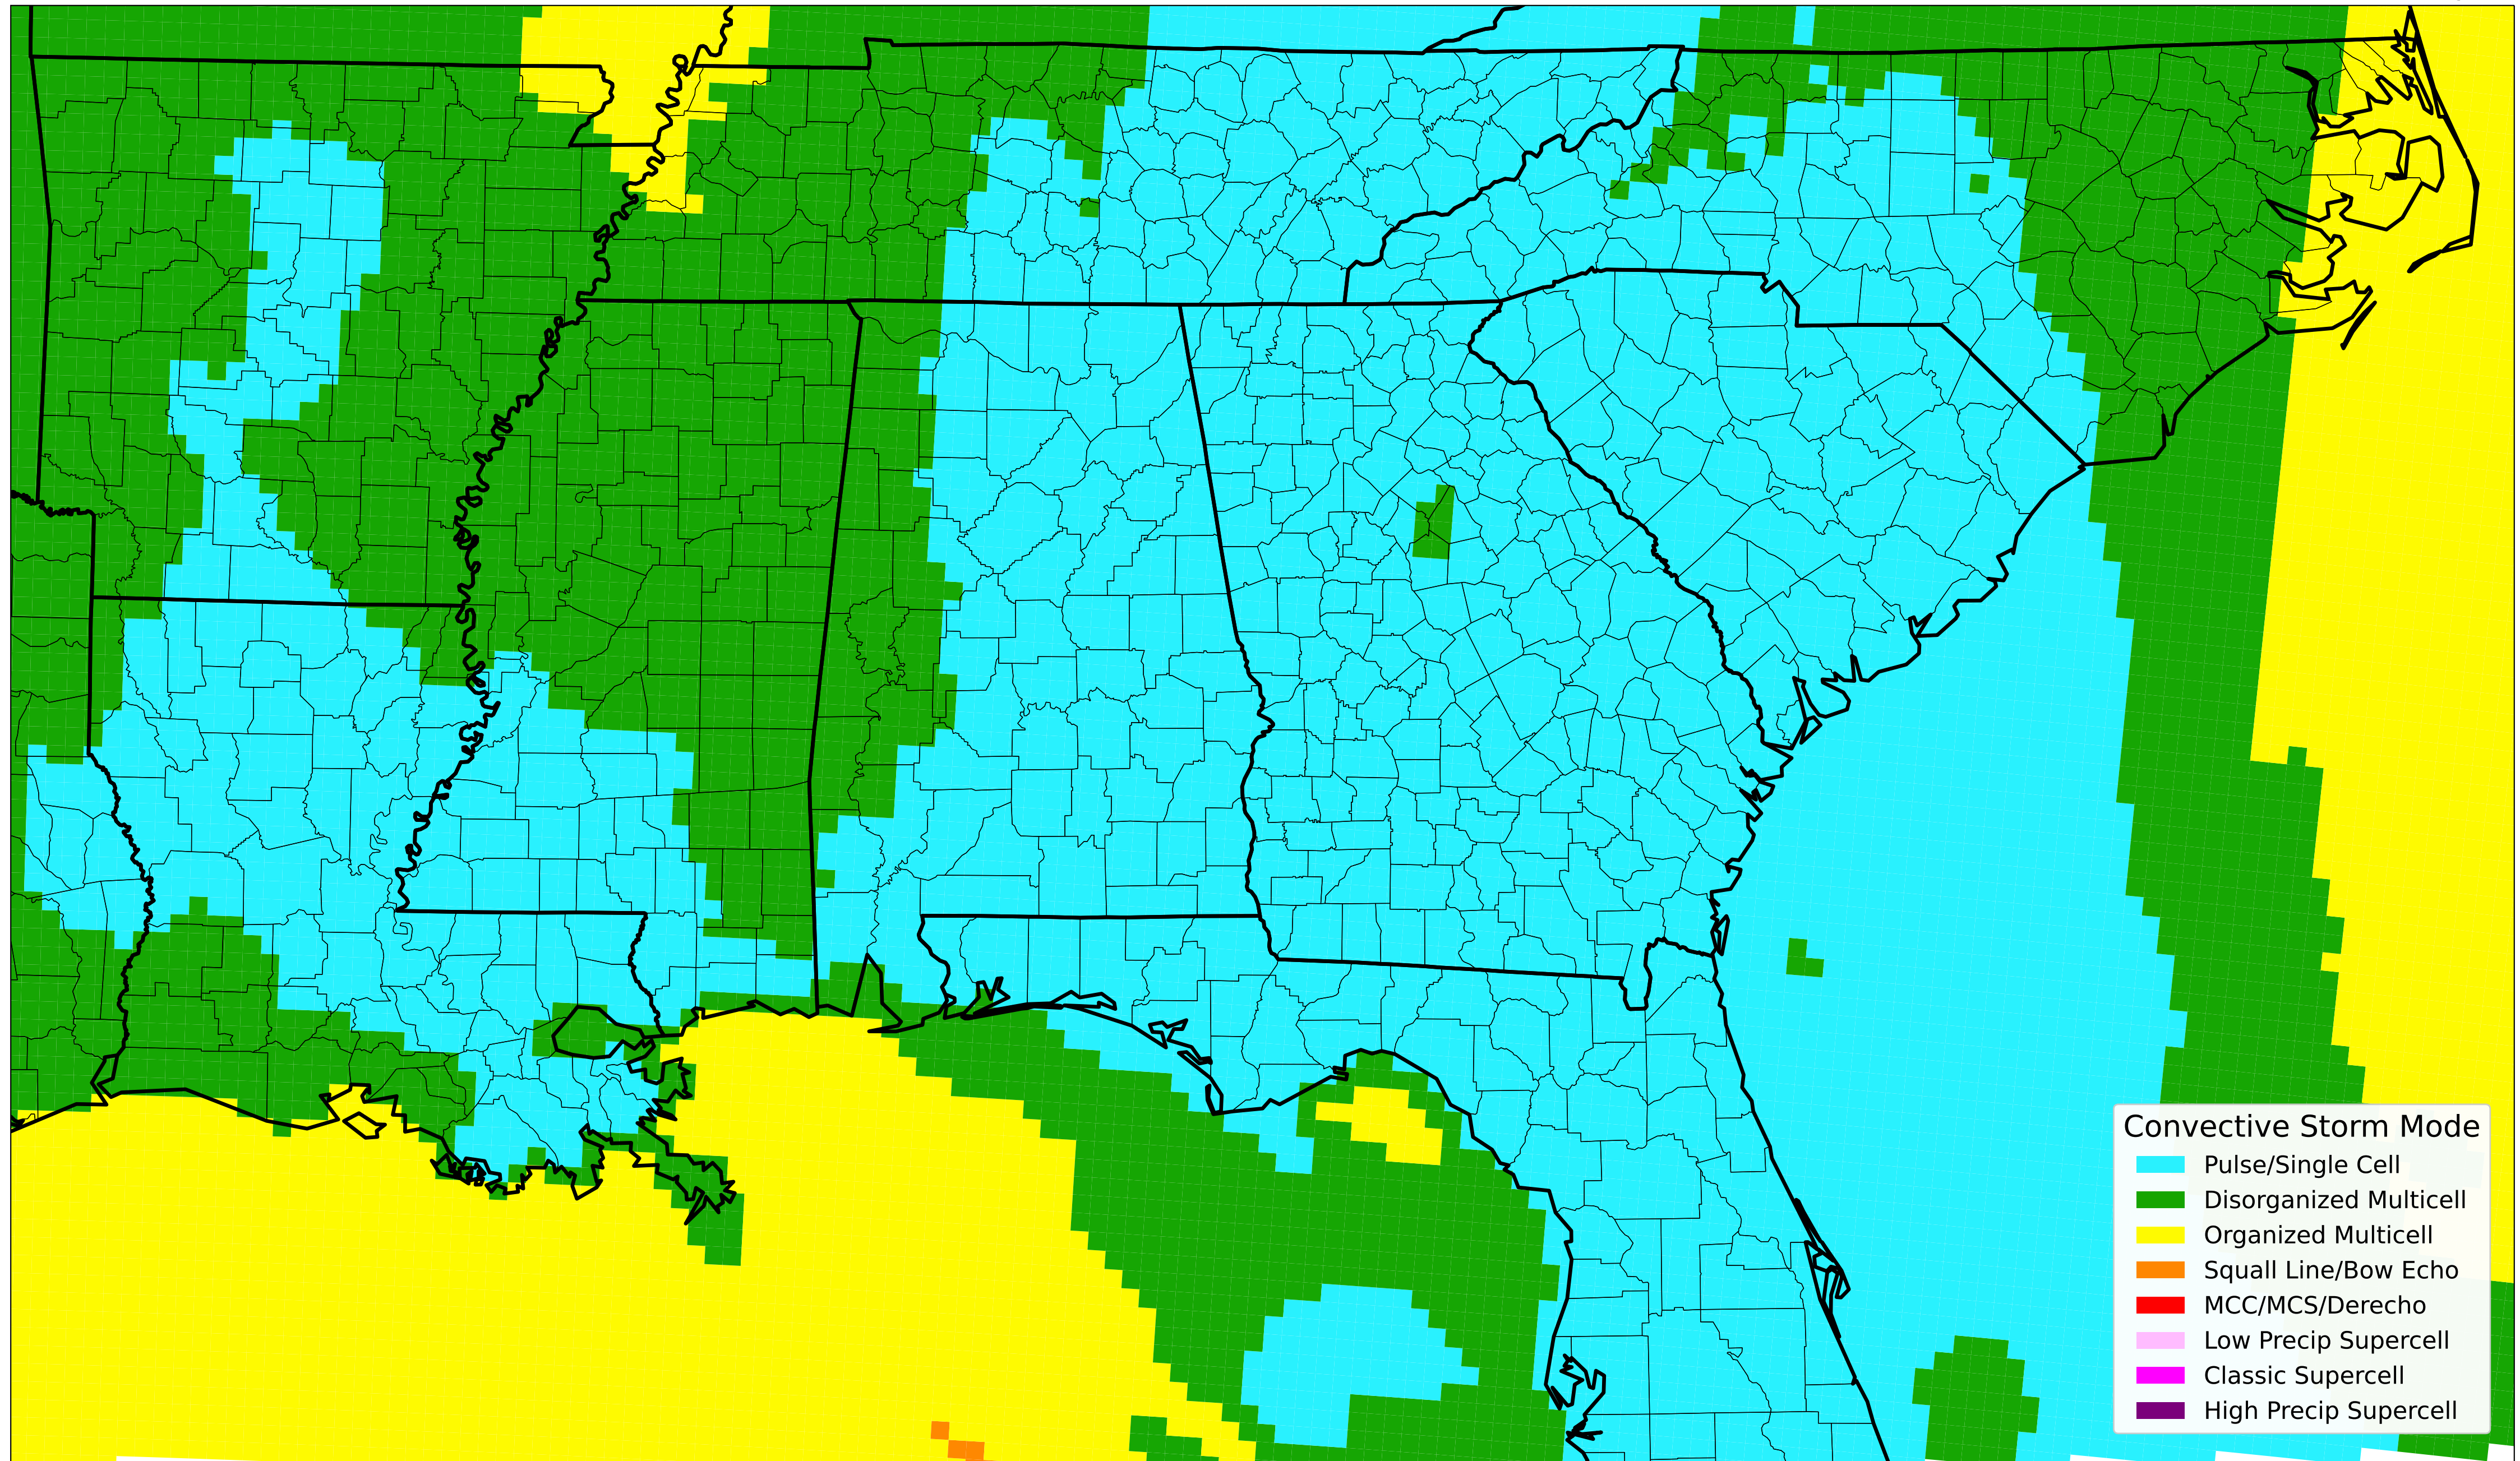 Convective Storm Mode
Pulse/Single Cell
Disorganized Multicell
Organized Multicell
Squall Line/Bow Echo
MCC/MCS/Derecho
Low Precip Supercell
Classic Supercell
High Precip Supercell